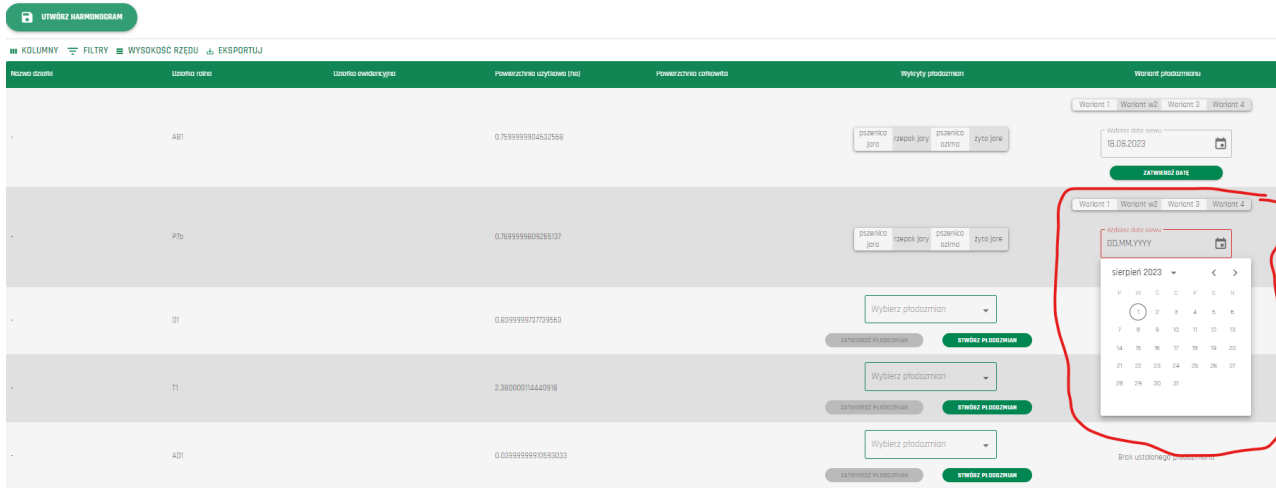 UTWÓRZ HARMONOGRAM
KOLUMNY FILTRY WYSOKOŚĆ RZĘDU EKSPORTUJ
Nazwa działki Działka rolna Działka ewidencyjna Powierzchnia użytkowa (ha) Powierzchnia całkowita Wykryty płodozmian Wariant płodozmianu
Wariant 1 Wariant w2 Wariant 3 Wariant 4
- AB1 0.7599999904632568 pszenica jara rzepak jary pszenica ozima żyto jare
Wybierz datę siewu
18.08.2023
ZATWIERDŹ DATĘ
Wariant 1 Wariant w2 Wariant 3 Wariant 4
- P7b 0.7699999809265137 pszenica jara rzepak jary pszenica ozima żyto jare
Wybierz datę siewu
DD.MM.YYYY
sierpień 2023
P W Ś C P S N
1 2 3 4 5 6
7 8 9 10 11 12 13
14 15 16 17 18 19 20
21 22 23 24 25 26 27
28 29 30 31
- O1 0.8399999737739563 Wybierz płodozmian
ZATWIERDŹ PŁODOZMIAN STWÓRZ PŁODOZMIAN
- T1 2.380000114440918 Wybierz płodozmian
ZATWIERDŹ PŁODOZMIAN STWÓRZ PŁODOZMIAN
- AD1 0.03999999910593033 Wybierz płodozmian
Brak ustalonego płodozmianu
ZATWIERDŹ PŁODOZMIAN STWÓRZ PŁODOZMIAN